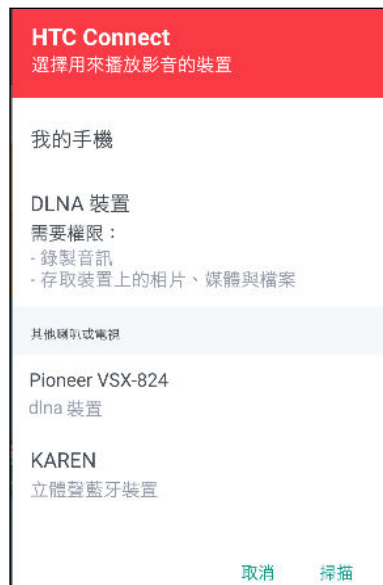 HTC Connect
選擇用來播放影音的裝置
我的手機
DLNA 裝置
需要權限：
- 錄製音訊
- 存取裝置上的相片、媒體與檔案
其他喇叭或電視
Pioneer VSX-824
dlna 裝置
KAREN
立體聲藍牙裝置
取消 掃描